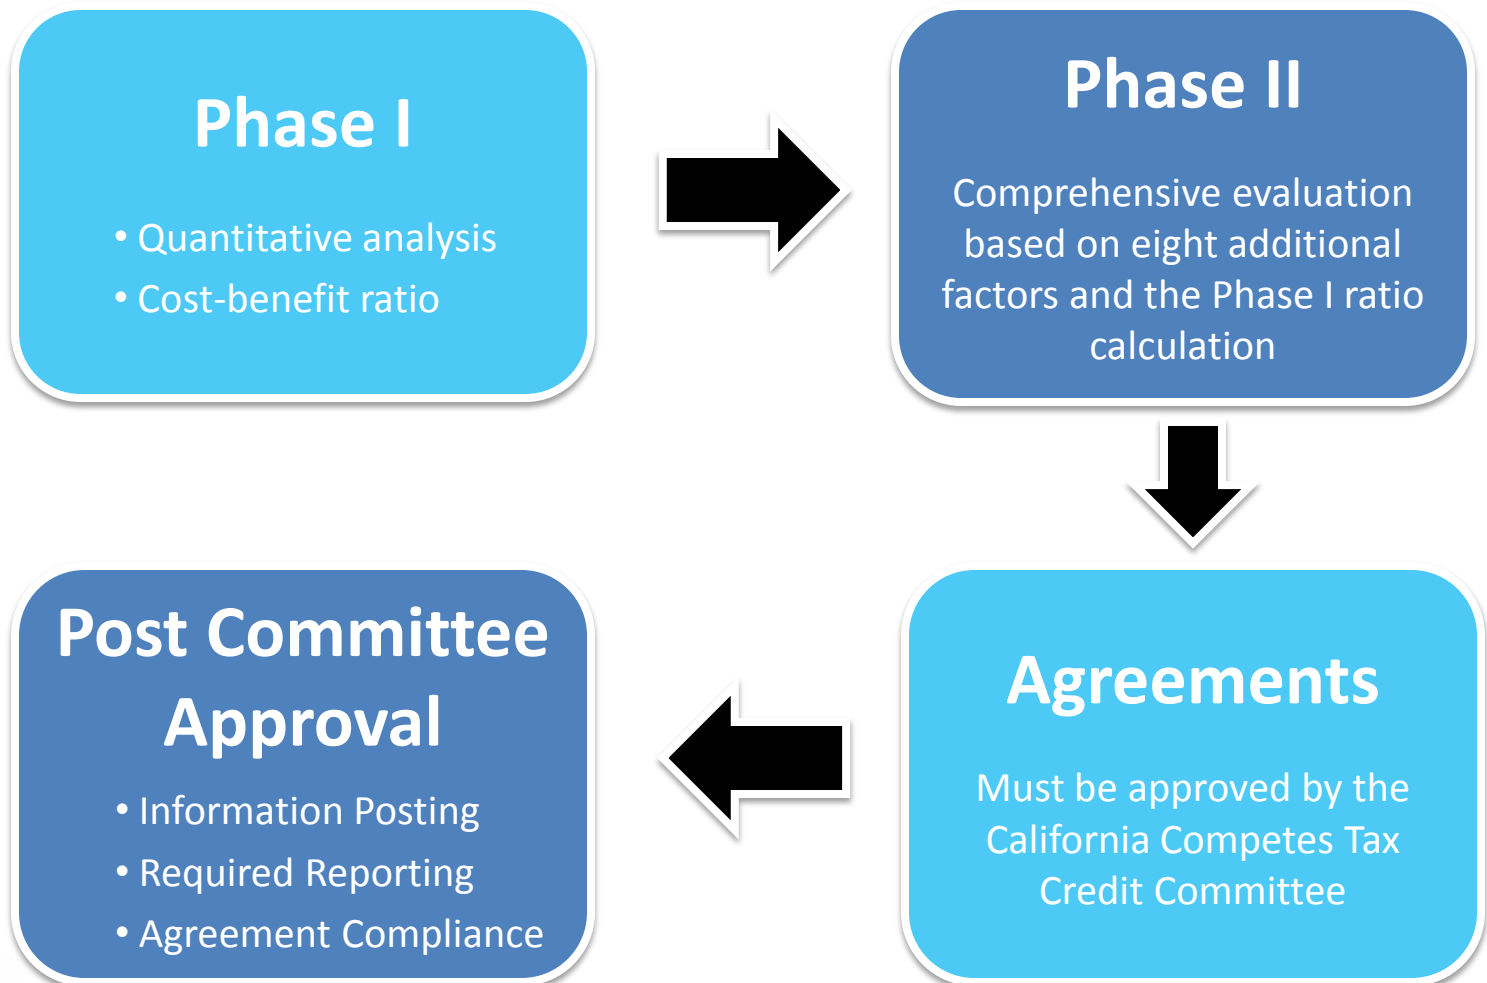 Phase I
• Quantitative analysis
• Cost-benefit ratio
Phase II
Comprehensive evaluation
based on eight additional
factors and the Phase I ratio
calculation
Agreements
Must be approved by the
California Competes Tax
Credit Committee
Post Committee
Approval
• Information Posting
• Required Reporting
• Agreement Compliance